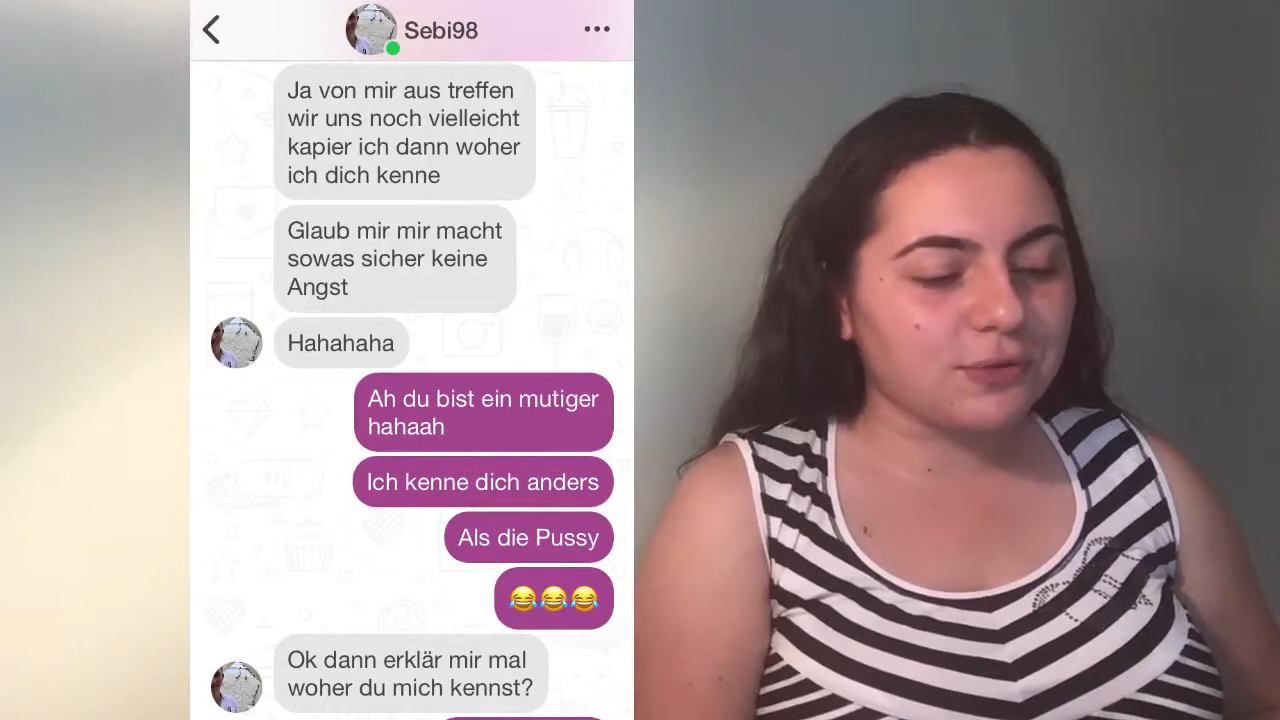 Sebi98
Ja von mir aus treffen
wir uns noch vielleicht
kapier ich dann woher
ich dich kenne
Glaub mir mir macht
sowas sicher keine
Angst
Hahahaha
Ah du bist ein mutiger
hahaah
Ich kenne dich anders
Als die Pussy
😂😂😂
Ok dann erklär mir mal
woher du mich kennst?